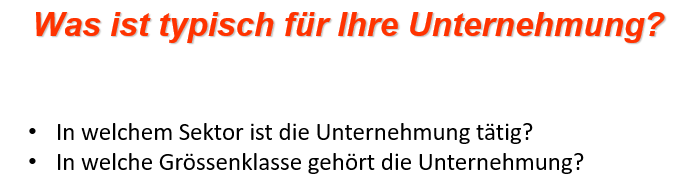 Was ist typisch für Ihre Unternehmung?
• In welchem Sektor ist die Unternehmung tätig?
• In welche Grössenklasse gehört die Unternehmung?